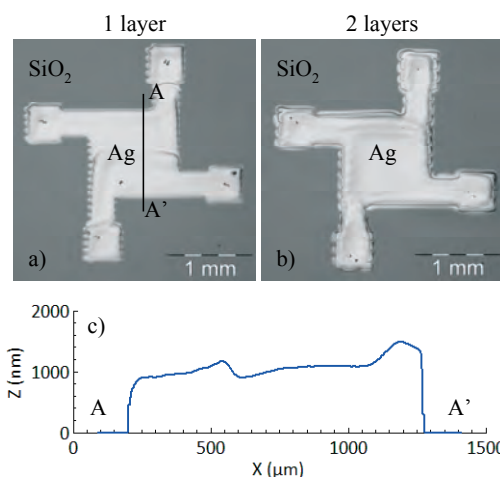 1 layer
2 layers
SiO₂
SiO₂
A
Ag
Ag
A'
a)
1 mm
b)
1 mm
c)
2000
1000
0
Z (nm)
A
A'
0
500
1000
1500
X (µm)